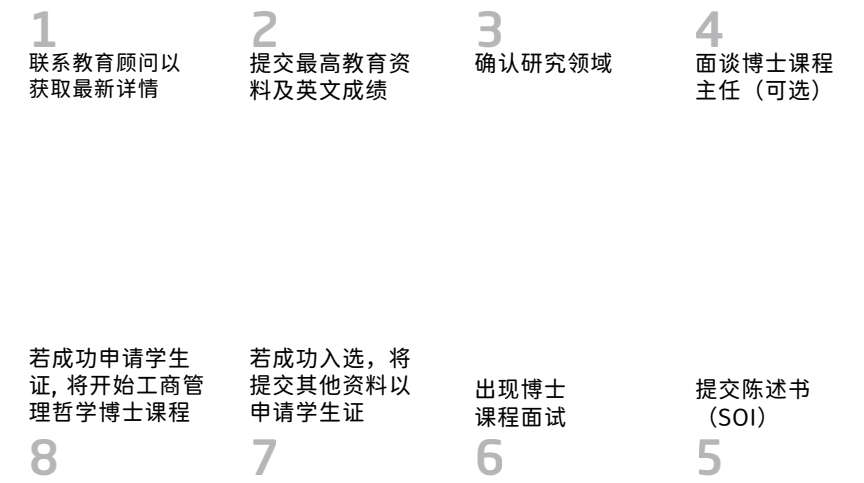 1
联系教育顾问以
获取最新详情
2
提交最高教育资
料及英文成绩
3
确认研究领域
4
面谈博士课程
主任（可选）
提交陈述书
（SOI）
5
出现博士
课程面试
6
若成功入选，将
提交其他资料以
申请学生证
7
若成功申请学生
证, 将开始工商管
理哲学博士课程
8